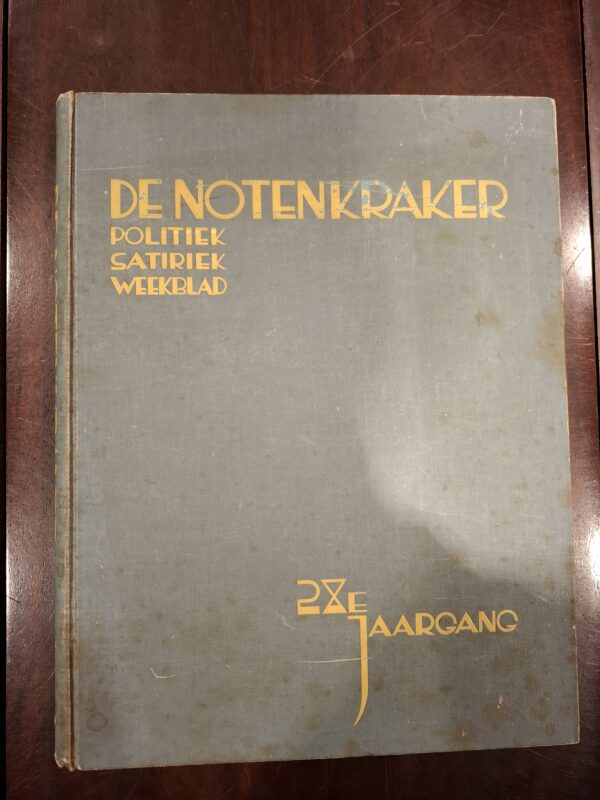 DE NOTENKRAKER
POLITIEK
SATIRIEK
WEEKBLAD
28E
JAARGANG